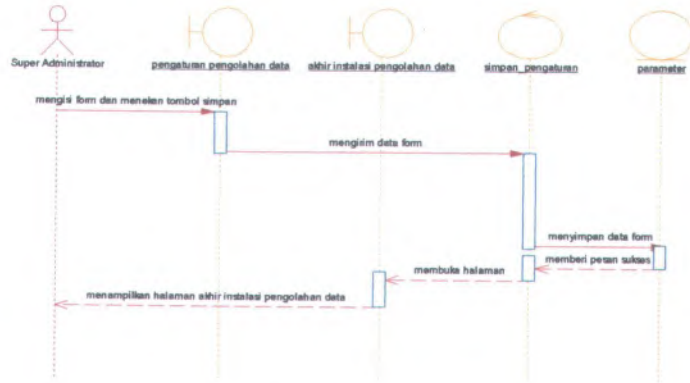 Super Administrator
pengaturan pengolahan data
akhir instalasi pengolahan data
simpan_pengaturan
parameter
mengisi form dan menekan tombol simpan
mengirim data form
menyimpan data form
memberi pesan sukses
membuka halaman
menampilkan halaman akhir instalasi pengolahan data